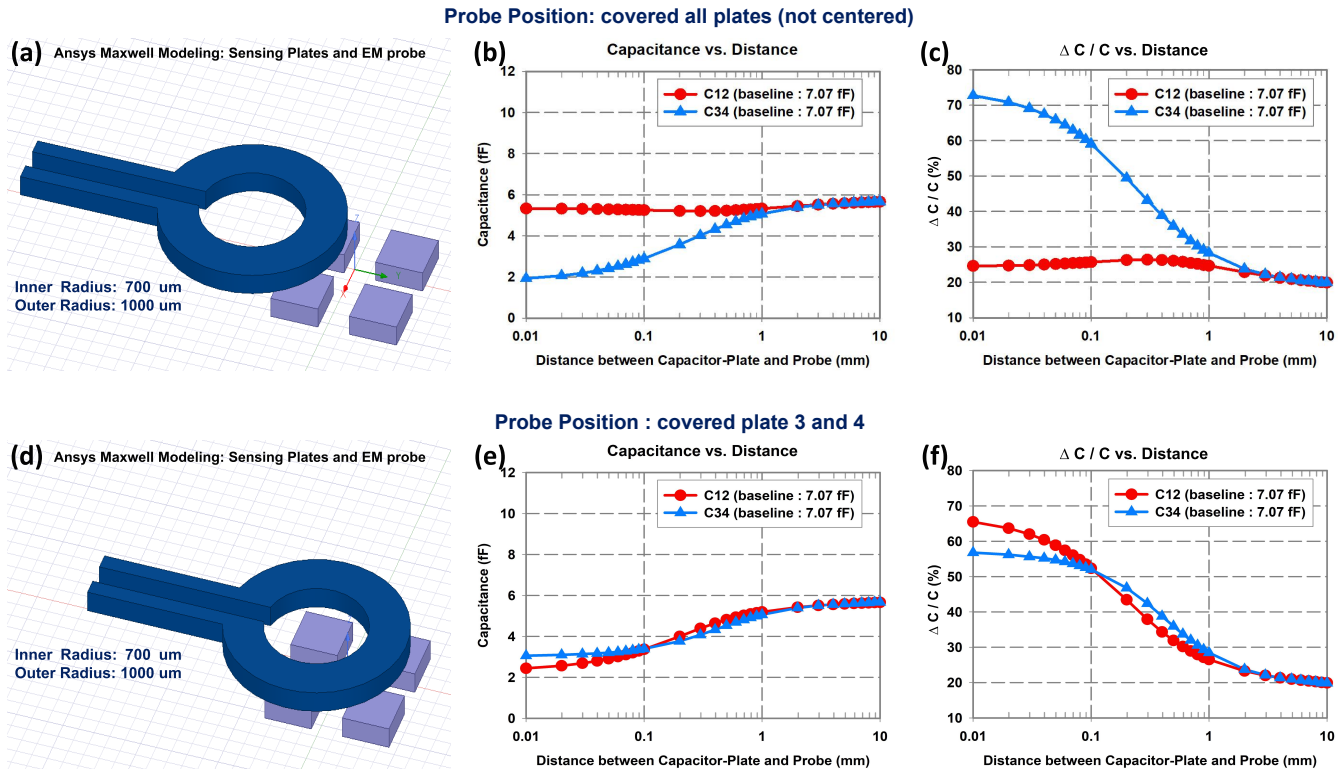 Probe Position: covered all plates (not centered)
(a)
Ansys Maxwell Modeling: Sensing Plates and EM probe
Z
Y
X
Inner Radius: 700 um
Outer Radius: 1000 um
(b)
Capacitance vs. Distance
C12 (baseline : 7.07 fF)
C34 (baseline : 7.07 fF)
Capacitance (fF)
12
10
8
6
4
2
0
0.01 0.1 1 10
Distance between Capacitor-Plate and Probe (mm)
(c)
Δ C / C vs. Distance
C12 (baseline : 7.07 fF)
C34 (baseline : 7.07 fF)
Δ C / C (%)
80
70
60
50
40
30
20
10
0.01 0.1 1 10
Distance between Capacitor-Plate and Probe (mm)
Probe Position : covered plate 3 and 4
(d)
Ansys Maxwell Modeling: Sensing Plates and EM probe
Inner Radius: 700 um
Outer Radius: 1000 um
(e)
Capacitance vs. Distance
C12 (baseline : 7.07 fF)
C34 (baseline : 7.07 fF)
Capacitance (fF)
12
10
8
6
4
2
0
0.01 0.1 1 10
Distance between Capacitor-Plate and Probe (mm)
(f)
Δ C / C vs. Distance
C12 (baseline : 7.07 fF)
C34 (baseline : 7.07 fF)
Δ C / C (%)
80
70
60
50
40
30
20
10
0.01 0.1 1 10
Distance between Capacitor-Plate and Probe (mm)